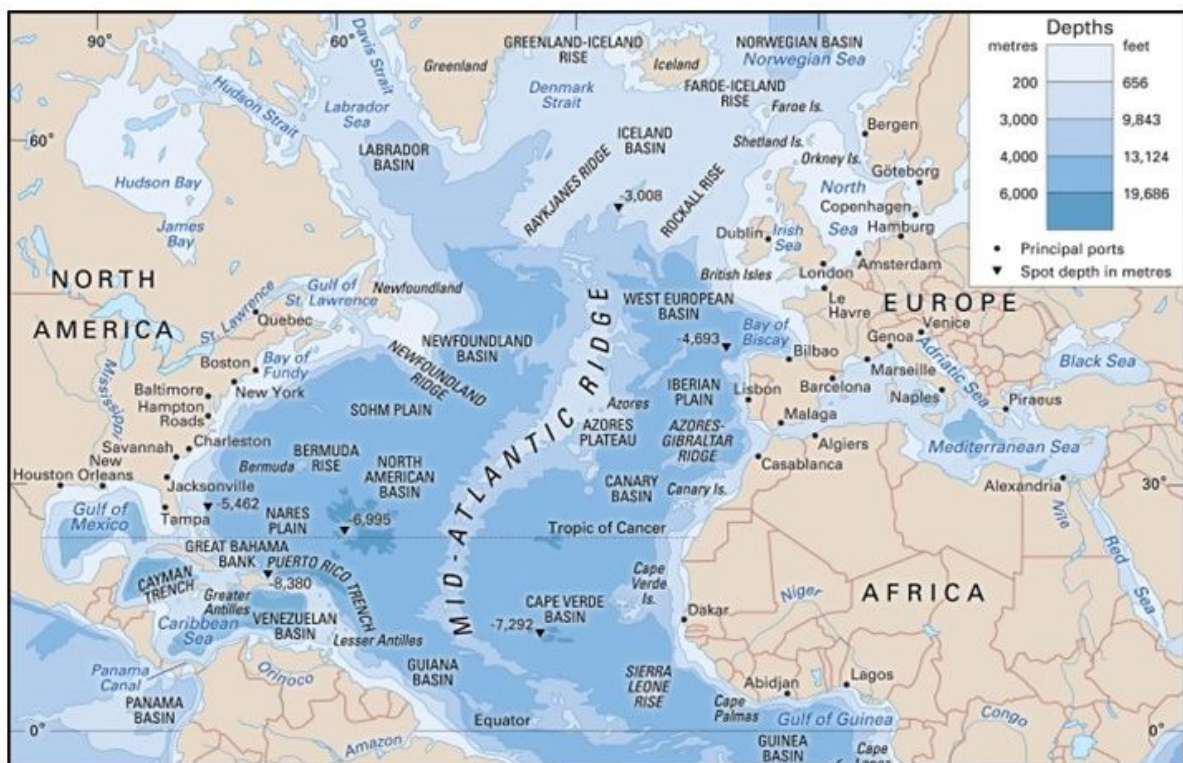 90°
60°
Davis Strait
Greenland
GREENLAND-ICELAND
RISE
Iceland
NORWEGIAN BASIN
Norwegian Sea
Depths
metres
feet
200
656
3,000
9,843
4,000
13,124
6,000
19,686
Principal ports
Spot depth in metres
Hudson Strait
Labrador
Sea
Denmark
Strait
FAROE-ICELAND
RISE
Faroe Is.
60°
LABRADOR
BASIN
ICELAND
BASIN
Shetland Is.
Orkney Is.
Bergen
Göteborg
Hudson Bay
James
Bay
RAYKJANES RIDGE
-3,008
ROCKALL RISE
North
Sea
Copenhagen
Hamburg
Dublin
Irish
Sea
British Isles
London
Amsterdam
NORTH
AMERICA
Gulf of
St. Lawrence
Newfoundland
St. Lawrence
Quebec
WEST EUROPEAN
BASIN
Le
Havre
EUROPE
Boston
Bay of
Fundy
NEWFOUNDLAND
BASIN
NEWFOUNDLAND
RIDGE
MID-ATLANTIC RIDGE
-4,693
Bay of
Biscay
Bilbao
Genoa
Venice
Marseille
Adriatic Sea
Black Sea
Mississippi
Baltimore
New York
Hampton
Roads
SOHM PLAIN
Azores
AZORES
PLATEAU
IBERIAN
PLAIN
Lisbon
Barcelona
Naples
Piraeus
Savannah
Charleston
Bermuda
BERMUDA
RISE
NORTH
AMERICAN
BASIN
AZORES-
GIBRALTAR
RIDGE
Malaga
Algiers
Casablanca
Mediterranean Sea
New
Houston Orleans
Jacksonville
CANARY
BASIN
Canary Is.
Alexandria
30°
Gulf of
Mexico
Tampa
-5,462
NARES
PLAIN
-6,995
Tropic of Cancer
Nile
Red
Sea
GREAT BAHAMA
BANK
PUERTO RICO TRENCH
CAYMAN
TRENCH
-8,380
Greater
Antilles
Caribbean
Sea
VENEZUELAN
BASIN
Lesser Antilles
CAPE VERDE
BASIN
-7,292
Cape
Verde
Is.
Dakar
Niger
AFRICA
Panama
Canal
PANAMA
BASIN
Orinoco
GUIANA
BASIN
SIERRA
LEONE
RISE
Abidjan
Lagos
Cape
Palmas
Gulf of Guinea
0°
Amazon
Equator
GUINEA
BASIN
Cape
Congo
0°